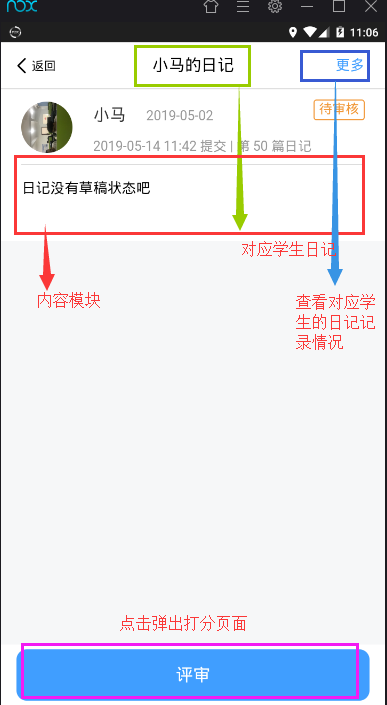 nox
11:06
返回
小马的日记
更多
小马 2019-05-02
待审核
2019-05-14 11:42 提交 | 第 50 篇日记
日记没有草稿状态吧
对应学生日记
内容模块
查看对应学
生的日记记
录情况
点击弹出打分页面
评审